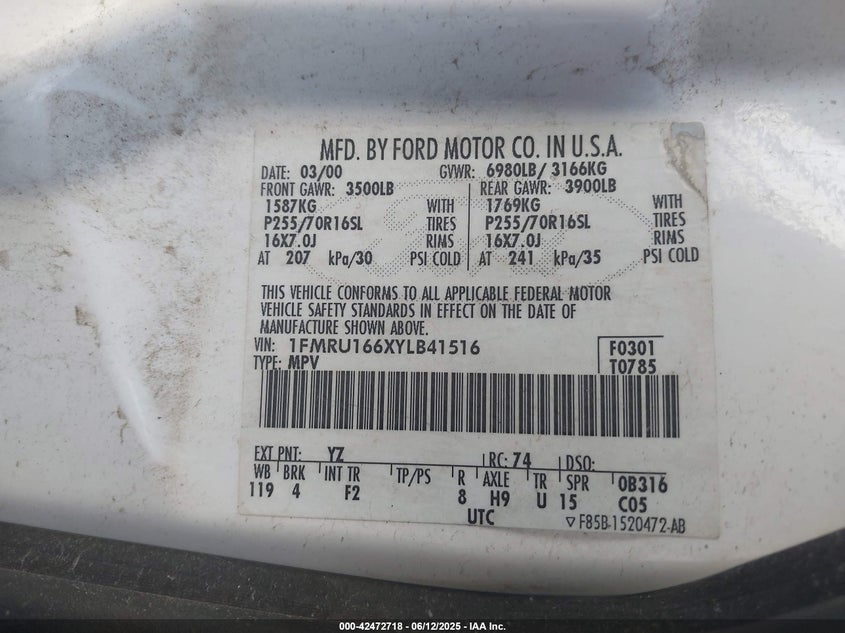 MFD. BY FORD MOTOR CO. IN U.S.A.
DATE: 03/00 GVWR: 6980LB/ 3166KG
FRONT GAWR: 3500LB REAR GAWR: 3900LB
1587KG WITH 1769KG WITH
P255/70R16SL TIRES P255/70R16SL TIRES
16X7.0J RIMS 16X7.0J RIMS
AT 207 kPa/30 PSI COLD AT 241 kPa/35 PSI COLD
THIS VEHICLE CONFORMS TO ALL APPLICABLE FEDERAL MOTOR
VEHICLE SAFETY STANDARDS IN EFFECT ON THE DATE OF
MANUFACTURE SHOWN ABOVE.
VIN: 1FMRU166XYLB41516 F0301
TYPE: MPV T0785
EXT PNT: YZ RC: 74 DSO:
WB BRK INT TR TP/PS R AXLE TR SPR 0B316
119 4 F2 8 H9 U 15 C05
UTC ▽ F85B-1520472-AB
000-42472718 - 06/12/2025 - IAA Inc.